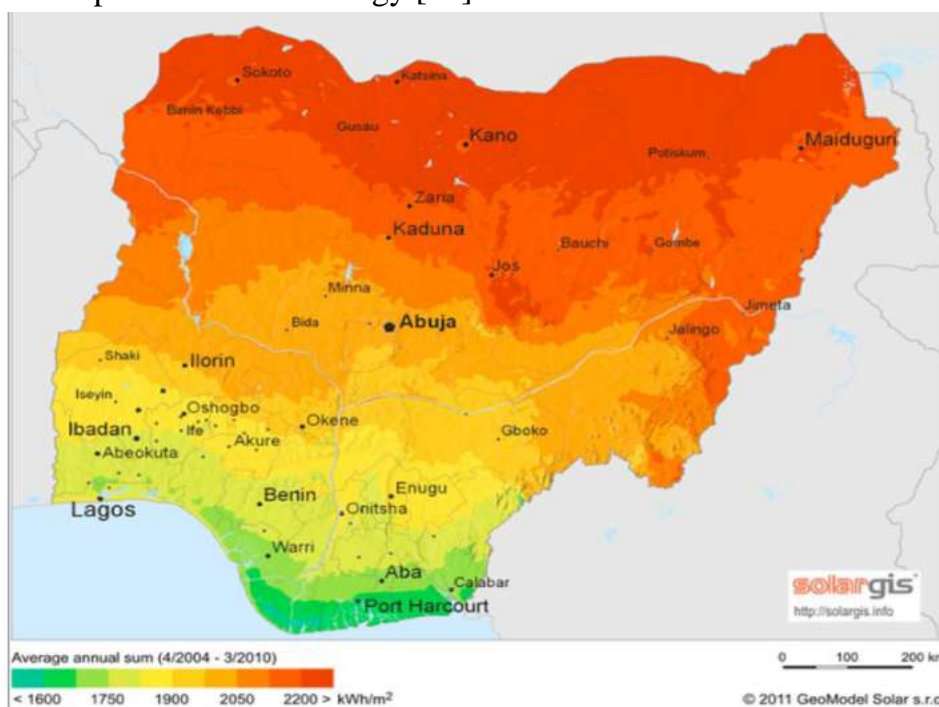 Sokoto
Katsina
Birnin Kebbi
Gusau
Kano
Potiskum
Maiduguri
Zaria
Kaduna
Bauchi
Gombe
Jos
Minna
Jimeta
Bida
Abuja
Jalingo
Shaki
Ilorin
Iseyin
Oshogbo
Ibadan
Ife
Okene
Akure
Gboko
Abeokuta
Enugu
Lagos
Benin
Onitsha
Warri
Aba
Calabar
Port Harcourt
solargis
http://solargis.info
Average annual sum (4/2004 - 3/2010)
0 100 200 km
< 1600 1750 1900 2050 2200 > kWh/m²
© 2011 GeoModel Solar s.r.o.